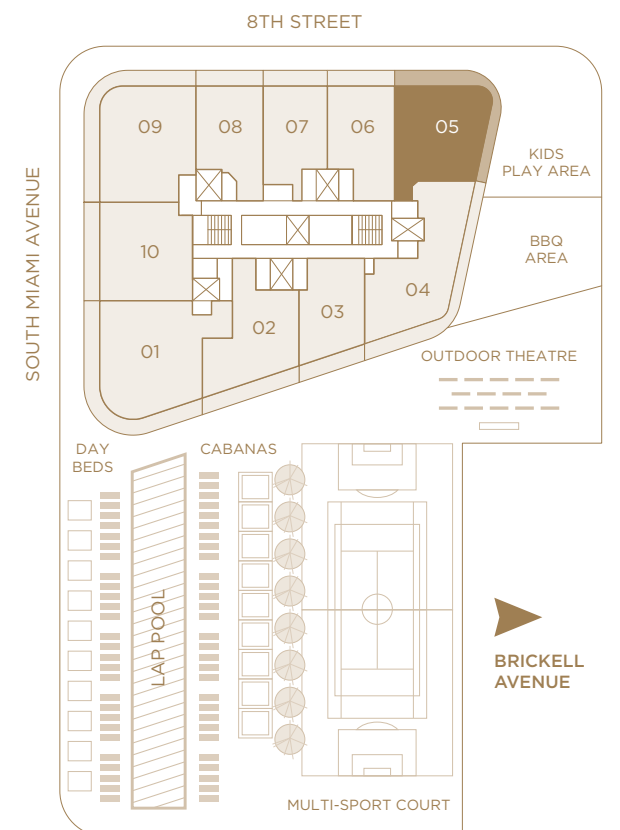 8TH STREET
SOUTH MIAMI AVENUE
09
08
07
06
05
KIDS
PLAY AREA
BBQ
AREA
10
04
03
02
01
OUTDOOR THEATRE
DAY
BEDS
CABANAS
LAP POOL
BRICKELL
AVENUE
MULTI-SPORT COURT